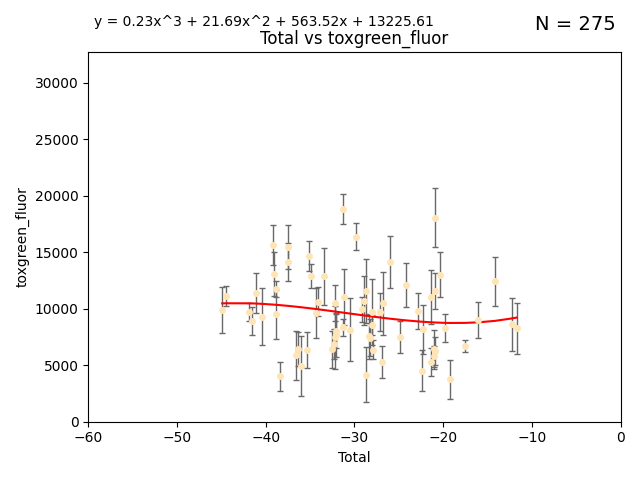 y = 0.23x^3 + 21.69x^2 + 563.52x + 13225.61
N = 275
Total vs toxgreen_fluor
30000
25000
20000
15000
10000
5000
0
toxgreen_fluor
−60
−50
−40
−30
−20
−10
0
Total